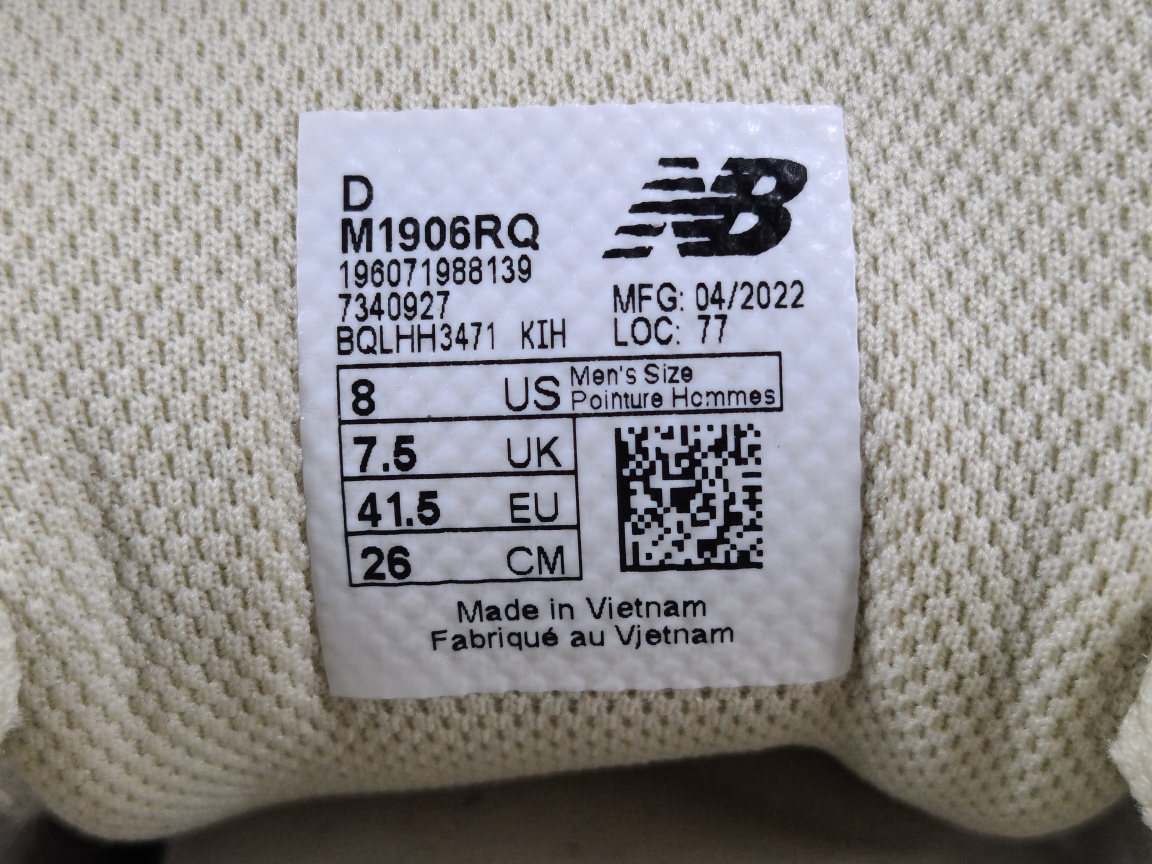 D
M1906RQ
196071988139
7340927
BQLHH3471 KIH
NB
MFG: 04/2022
LOC: 77
8 US Men's Size
Pointure Hommes
7.5 UK
41.5 EU
26 CM
Made in Vietnam
Fabriqué au Vjetnam